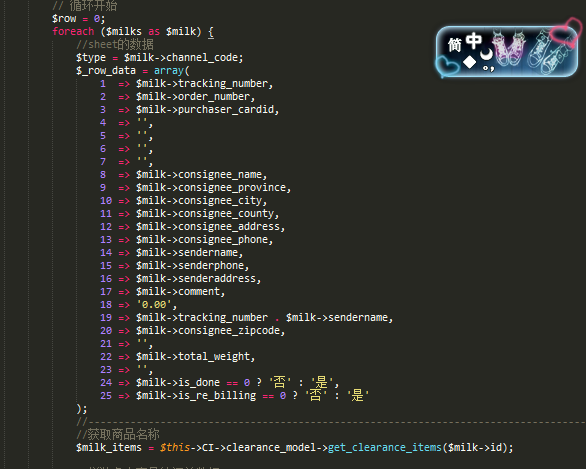 // 循环开始
$row = 0;
foreach ($milks as $milk) {
//sheet的数据
$type = $milk->channel_code;
$_row_data = array(
1 => $milk->tracking_number,
2 => $milk->order_number,
3 => $milk->purchaser_cardid,
4 => '',
5 => '',
6 => '',
7 => '',
8 => $milk->consignee_name,
9 => $milk->consignee_province,
10 => $milk->consignee_city,
11 => $milk->consignee_county,
12 => $milk->consignee_address,
13 => $milk->consignee_phone,
14 => $milk->sendername,
15 => $milk->senderphone,
16 => $milk->senderaddress,
17 => $milk->comment,
18 => '0.00',
19 => $milk->tracking_number . $milk->sendername,
20 => $milk->consignee_zipcode,
21 => '',
22 => $milk->total_weight,
23 => '',
24 => $milk->is_done == 0 ? '否' : '是',
25 => $milk->is_re_billing == 0 ? '否' : '是'
);
//----------------------------------------------------------------------
//获取商品名称
$milk_items = $this->CI->clearance_model->get_clearance_items($milk->id);
简 中